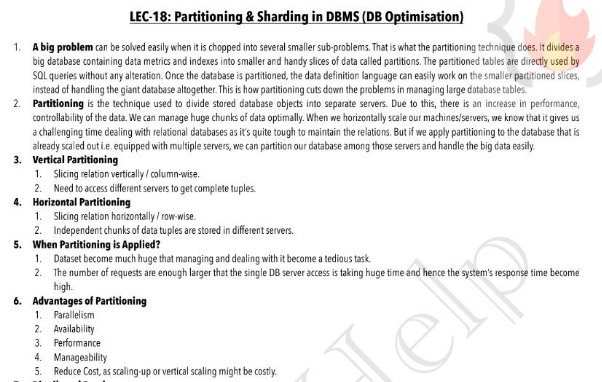 LEC-18: Partitioning & Sharding in DBMS (DB Optimisation)
1. A big problem can be solved easily when it is chopped into several smaller sub-problems. That is what the partitioning technique does. It divides a
big database containing data metrics and indexes into smaller and handy slices of data called partitions. The partitioned tables are directly used by
SQL queries without any alteration. Once the database is partitioned, the data definition language can easily work on the smaller partitioned slices,
instead of handling the giant database altogether. This is how partitioning cuts down the problems in managing large database tables.
2. Partitioning is the technique used to divide stored database objects into separate servers. Due to this, there is an increase in performance,
controllability of the data. We can manage huge chunks of data optimally. When we horizontally scale our machines/servers, we know that it gives us
a challenging time dealing with relational databases as it's quite tough to maintain the relations. But if we apply partitioning to the database that is
already scaled out i.e. equipped with multiple servers, we can partition our database among those servers and handle the big data easily.
3. Vertical Partitioning
1. Slicing relation vertically / column-wise.
2. Need to access different servers to get complete tuples.
4. Horizontal Partitioning
1. Slicing relation horizontally / row-wise.
2. Independent chunks of data tuples are stored in different servers.
5. When Partitioning is Applied?
1. Dataset become much huge that managing and dealing with it become a tedious task.
2. The number of requests are enough larger that the single DB server access is taking huge time and hence the system's response time become
high.
6. Advantages of Partitioning
1. Parallelism
2. Availability
3. Performance
4. Manageability
5. Reduce Cost, as scaling-up or vertical scaling might be costly.
Help